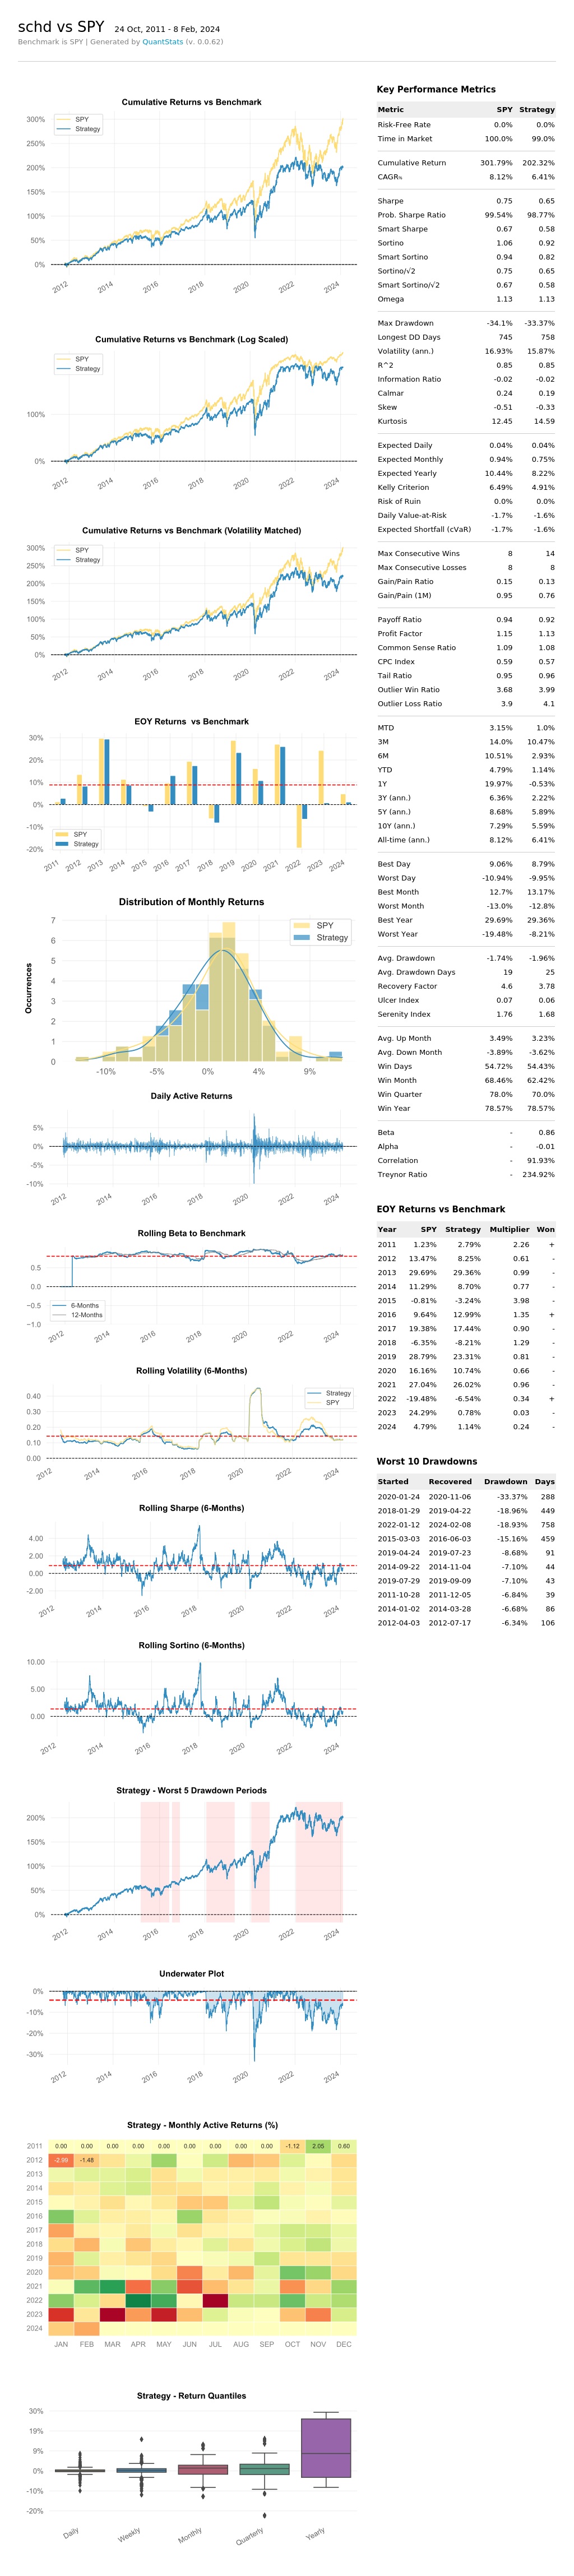 schd vs SPY 24 Oct, 2011 - 8 Feb, 2024
Benchmark is SPY | Generated by QuantStats (v. 0.0.62)
Cumulative Returns vs Benchmark
SPY
Strategy
300%
250%
200%
150%
100%
50%
0%
2012 2014 2016 2018 2020 2022 2024
Cumulative Returns vs Benchmark (Log Scaled)
SPY
Strategy
100%
0%
2012 2014 2016 2018 2020 2022 2024
Cumulative Returns vs Benchmark (Volatility Matched)
300%
SPY
Strategy
250%
200%
150%
100%
50%
0%
2012 2014 2016 2018 2020 2022 2024
EOY Returns vs Benchmark
30%
20%
10%
0%
-10%
-20%
SPY
Strategy
2011 2012 2013 2014 2015 2016 2017 2018 2019 2020 2021 2022 2023 2024
Distribution of Monthly Returns
SPY
Strategy
Occurrences
7
6
5
4
3
2
1
0
-10% -5% 0% 4% 9%
Daily Active Returns
5%
0%
-5%
-10%
2012 2014 2016 2018 2020 2022 2024
Rolling Beta to Benchmark
0.5
0.0
−0.5
−1.0
6-Months
12-Months
2012 2014 2016 2018 2020 2022 2024
Rolling Volatility (6-Months)
Strategy
SPY
0.40
0.30
0.20
0.10
0.00
2012 2014 2016 2018 2020 2022 2024
Rolling Sharpe (6-Months)
4.00
2.00
0.00
-2.00
2012 2014 2016 2018 2020 2022 2024
Rolling Sortino (6-Months)
10.00
5.00
0.00
2012 2014 2016 2018 2020 2022 2024
Strategy - Worst 5 Drawdown Periods
200%
150%
100%
50%
0%
2012 2014 2016 2018 2020 2022 2024
Underwater Plot
0%
-10%
-20%
-30%
2012 2014 2016 2018 2020 2022 2024
Strategy - Monthly Active Returns (%)
2011 0.00 0.00 0.00 0.00 0.00 0.00 0.00 0.00 0.00 -1.12 2.05 0.60
2012 -2.99 -1.48
2013
2014
2015
2016
2017
2018
2019
2020
2021
2022
2023
2024
JAN FEB MAR APR MAY JUN JUL AUG SEP OCT NOV DEC
Strategy - Return Quantiles
30%
19%
9%
0%
-10%
-20%
Daily Weekly Monthly Quarterly Yearly
Key Performance Metrics
Metric SPY Strategy
Risk-Free Rate 0.0% 0.0%
Time in Market 100.0% 99.0%
Cumulative Return 301.79% 202.32%
CAGR﹪ 8.12% 6.41%
Sharpe 0.75 0.65
Prob. Sharpe Ratio 99.54% 98.77%
Smart Sharpe 0.67 0.58
Sortino 1.06 0.92
Smart Sortino 0.94 0.82
Sortino/√2 0.75 0.65
Smart Sortino/√2 0.67 0.58
Omega 1.13 1.13
Max Drawdown -34.1% -33.37%
Longest DD Days 745 758
Volatility (ann.) 16.93% 15.87%
R^2 0.85 0.85
Information Ratio -0.02 -0.02
Calmar 0.24 0.19
Skew -0.51 -0.33
Kurtosis 12.45 14.59
Expected Daily 0.04% 0.04%
Expected Monthly 0.94% 0.75%
Expected Yearly 10.44% 8.22%
Kelly Criterion 6.49% 4.91%
Risk of Ruin 0.0% 0.0%
Daily Value-at-Risk -1.7% -1.6%
Expected Shortfall (cVaR) -1.7% -1.6%
Max Consecutive Wins 8 14
Max Consecutive Losses 8 8
Gain/Pain Ratio 0.15 0.13
Gain/Pain (1M) 0.95 0.76
Payoff Ratio 0.94 0.92
Profit Factor 1.15 1.13
Common Sense Ratio 1.09 1.08
CPC Index 0.59 0.57
Tail Ratio 0.95 0.96
Outlier Win Ratio 3.68 3.99
Outlier Loss Ratio 3.9 4.1
MTD 3.15% 1.0%
3M 14.0% 10.47%
6M 10.51% 2.93%
YTD 4.79% 1.14%
1Y 19.97% -0.53%
3Y (ann.) 6.36% 2.22%
5Y (ann.) 8.68% 5.89%
10Y (ann.) 7.29% 5.59%
All-time (ann.) 8.12% 6.41%
Best Day 9.06% 8.79%
Worst Day -10.94% -9.95%
Best Month 12.7% 13.17%
Worst Month -13.0% -12.8%
Best Year 29.69% 29.36%
Worst Year -19.48% -8.21%
Avg. Drawdown -1.74% -1.96%
Avg. Drawdown Days 19 25
Recovery Factor 4.6 3.78
Ulcer Index 0.07 0.06
Serenity Index 1.76 1.68
Avg. Up Month 3.49% 3.23%
Avg. Down Month -3.89% -3.62%
Win Days 54.72% 54.43%
Win Month 68.46% 62.42%
Win Quarter 78.0% 70.0%
Win Year 78.57% 78.57%
Beta - 0.86
Alpha - -0.01
Correlation - 91.93%
Treynor Ratio - 234.92%
EOY Returns vs Benchmark
Year SPY Strategy Multiplier Won
2011 1.23% 2.79% 2.26 +
2012 13.47% 8.25% 0.61 -
2013 29.69% 29.36% 0.99 -
2014 11.29% 8.70% 0.77 -
2015 -0.81% -3.24% 3.98 -
2016 9.64% 12.99% 1.35 +
2017 19.38% 17.44% 0.90 -
2018 -6.35% -8.21% 1.29 -
2019 28.79% 23.31% 0.81 -
2020 16.16% 10.74% 0.66 -
2021 27.04% 26.02% 0.96 -
2022 -19.48% -6.54% 0.34 +
2023 24.29% 0.78% 0.03 -
2024 4.79% 1.14% 0.24 -
Worst 10 Drawdowns
Started Recovered Drawdown Days
2020-01-24 2020-11-06 -33.37% 288
2018-01-29 2019-04-22 -18.96% 449
2022-01-12 2024-02-08 -18.93% 758
2015-03-03 2016-06-03 -15.16% 459
2019-04-24 2019-07-23 -8.68% 91
2014-09-22 2014-11-04 -7.10% 44
2019-07-29 2019-09-09 -7.10% 43
2011-10-28 2011-12-05 -6.84% 39
2014-01-02 2014-03-28 -6.68% 86
2012-04-03 2012-07-17 -6.34% 106